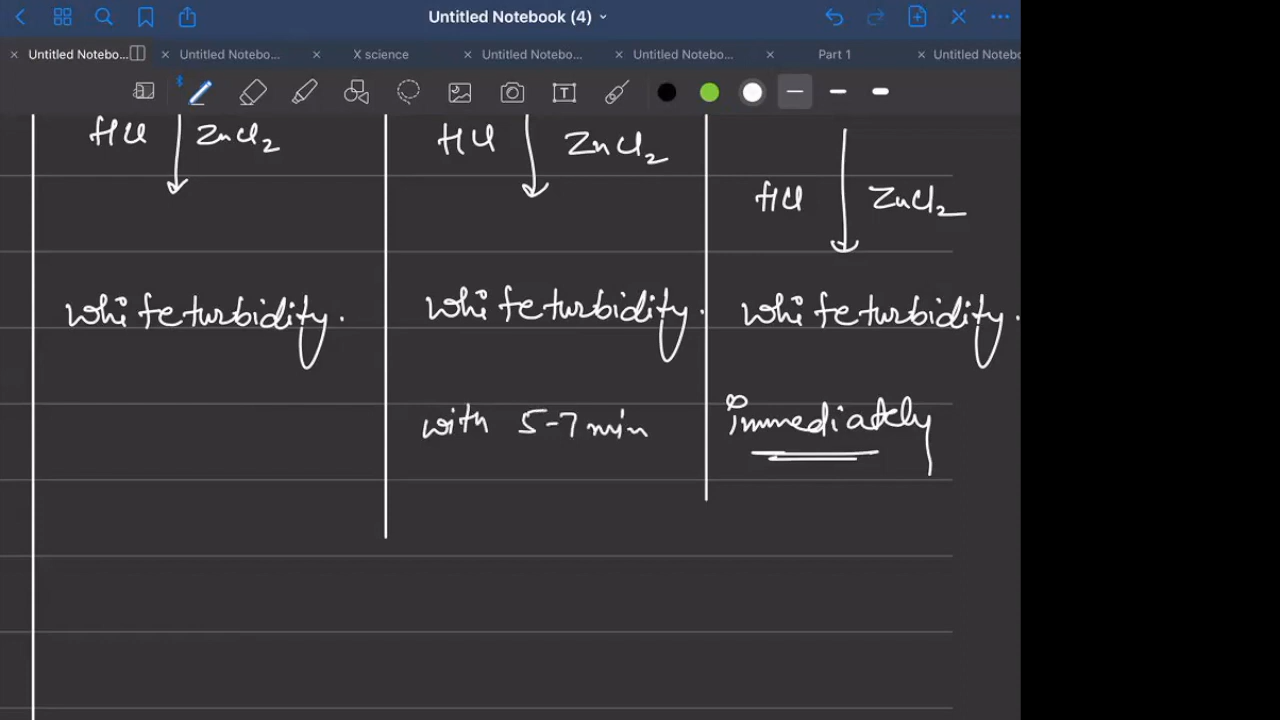 Untitled Notebook (4)
Untitled Notebo...
Untitled Notebo...
X science
Untitled Notebo...
Untitled Notebo...
Part 1
Untitled Notebo
HCl ZnCl2
HCl ZnCl2
HCl ZnCl2
white turbidity.
white turbidity.
white turbidity.
with 5-7 min
immediately